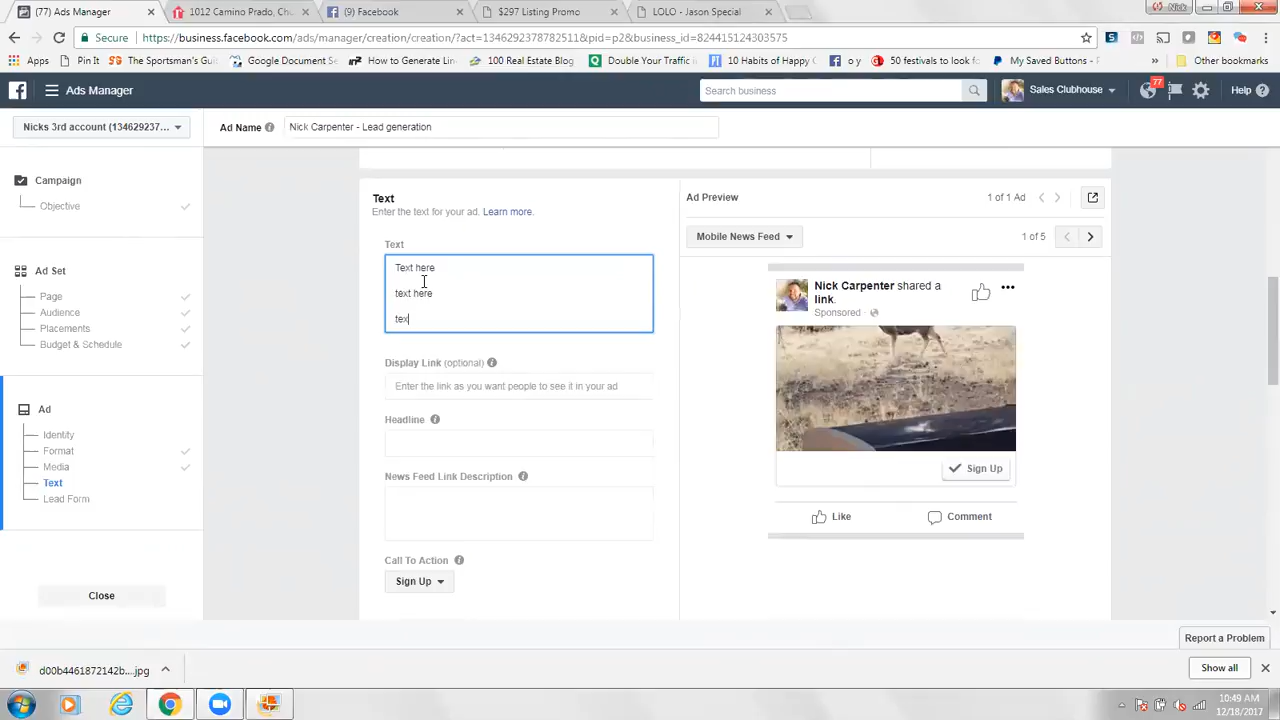 (77) Ads Manager
1012 Camino Prado, Chu
(9) Facebook
$297 Listing Promo
LOLO - Jason Special
Nick
Secure
https://business.facebook.com/ads/manager/creation/creation/?act=1346292378782511&pid=p2&business_id=824415124303575
Apps
Pin It
The Sportsman's Gu
Google Document Se
How to Generate Lin
100 Real Estate Blog
Double Your Traffic
10 Habits of Happy C
o y
50 festivals to look f
My Saved Buttons -
Other bookmarks
Ads Manager
Search business
Sales Clubhouse
77
Help
Nicks 3rd account (134629237...
Ad Name
Nick Carpenter - Lead generation
Campaign
Objective
Ad Set
Page
Audience
Placements
Budget & Schedule
Ad
Identity
Format
Media
Text
Lead Form
Close
Text
Enter the text for your ad. Learn more.
Text
Text here
text here
tex
Display Link (optional)
Enter the link as you want people to see it in your ad
Headline
News Feed Link Description
Call To Action
Sign Up
Ad Preview
1 of 1 Ad
Mobile News Feed
1 of 5
Nick Carpenter shared a
link.
Sponsored
Sign Up
Like
Comment
Report a Problem
d00b4461872142b....jpg
Show all
10:49 AM
12/18/2017